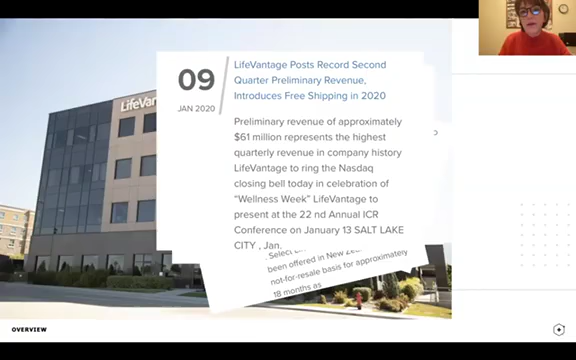 LifeVan
09
JAN 2020
LifeVantage Posts Record Second
Quarter Preliminary Revenue,
Introduces Free Shipping in 2020
Preliminary revenue of approximately
$61 million represents the highest
quarterly revenue in company history
LifeVantage to ring the Nasdaq
closing bell today in celebration of
“Wellness Week” LifeVantage to
present at the 22 nd Annual ICR
Conference on January 13 SALT LAKE
CITY , Jan.
Select
been offered in New
not-for-resale basis for approximately
18 months as
OVERVIEW